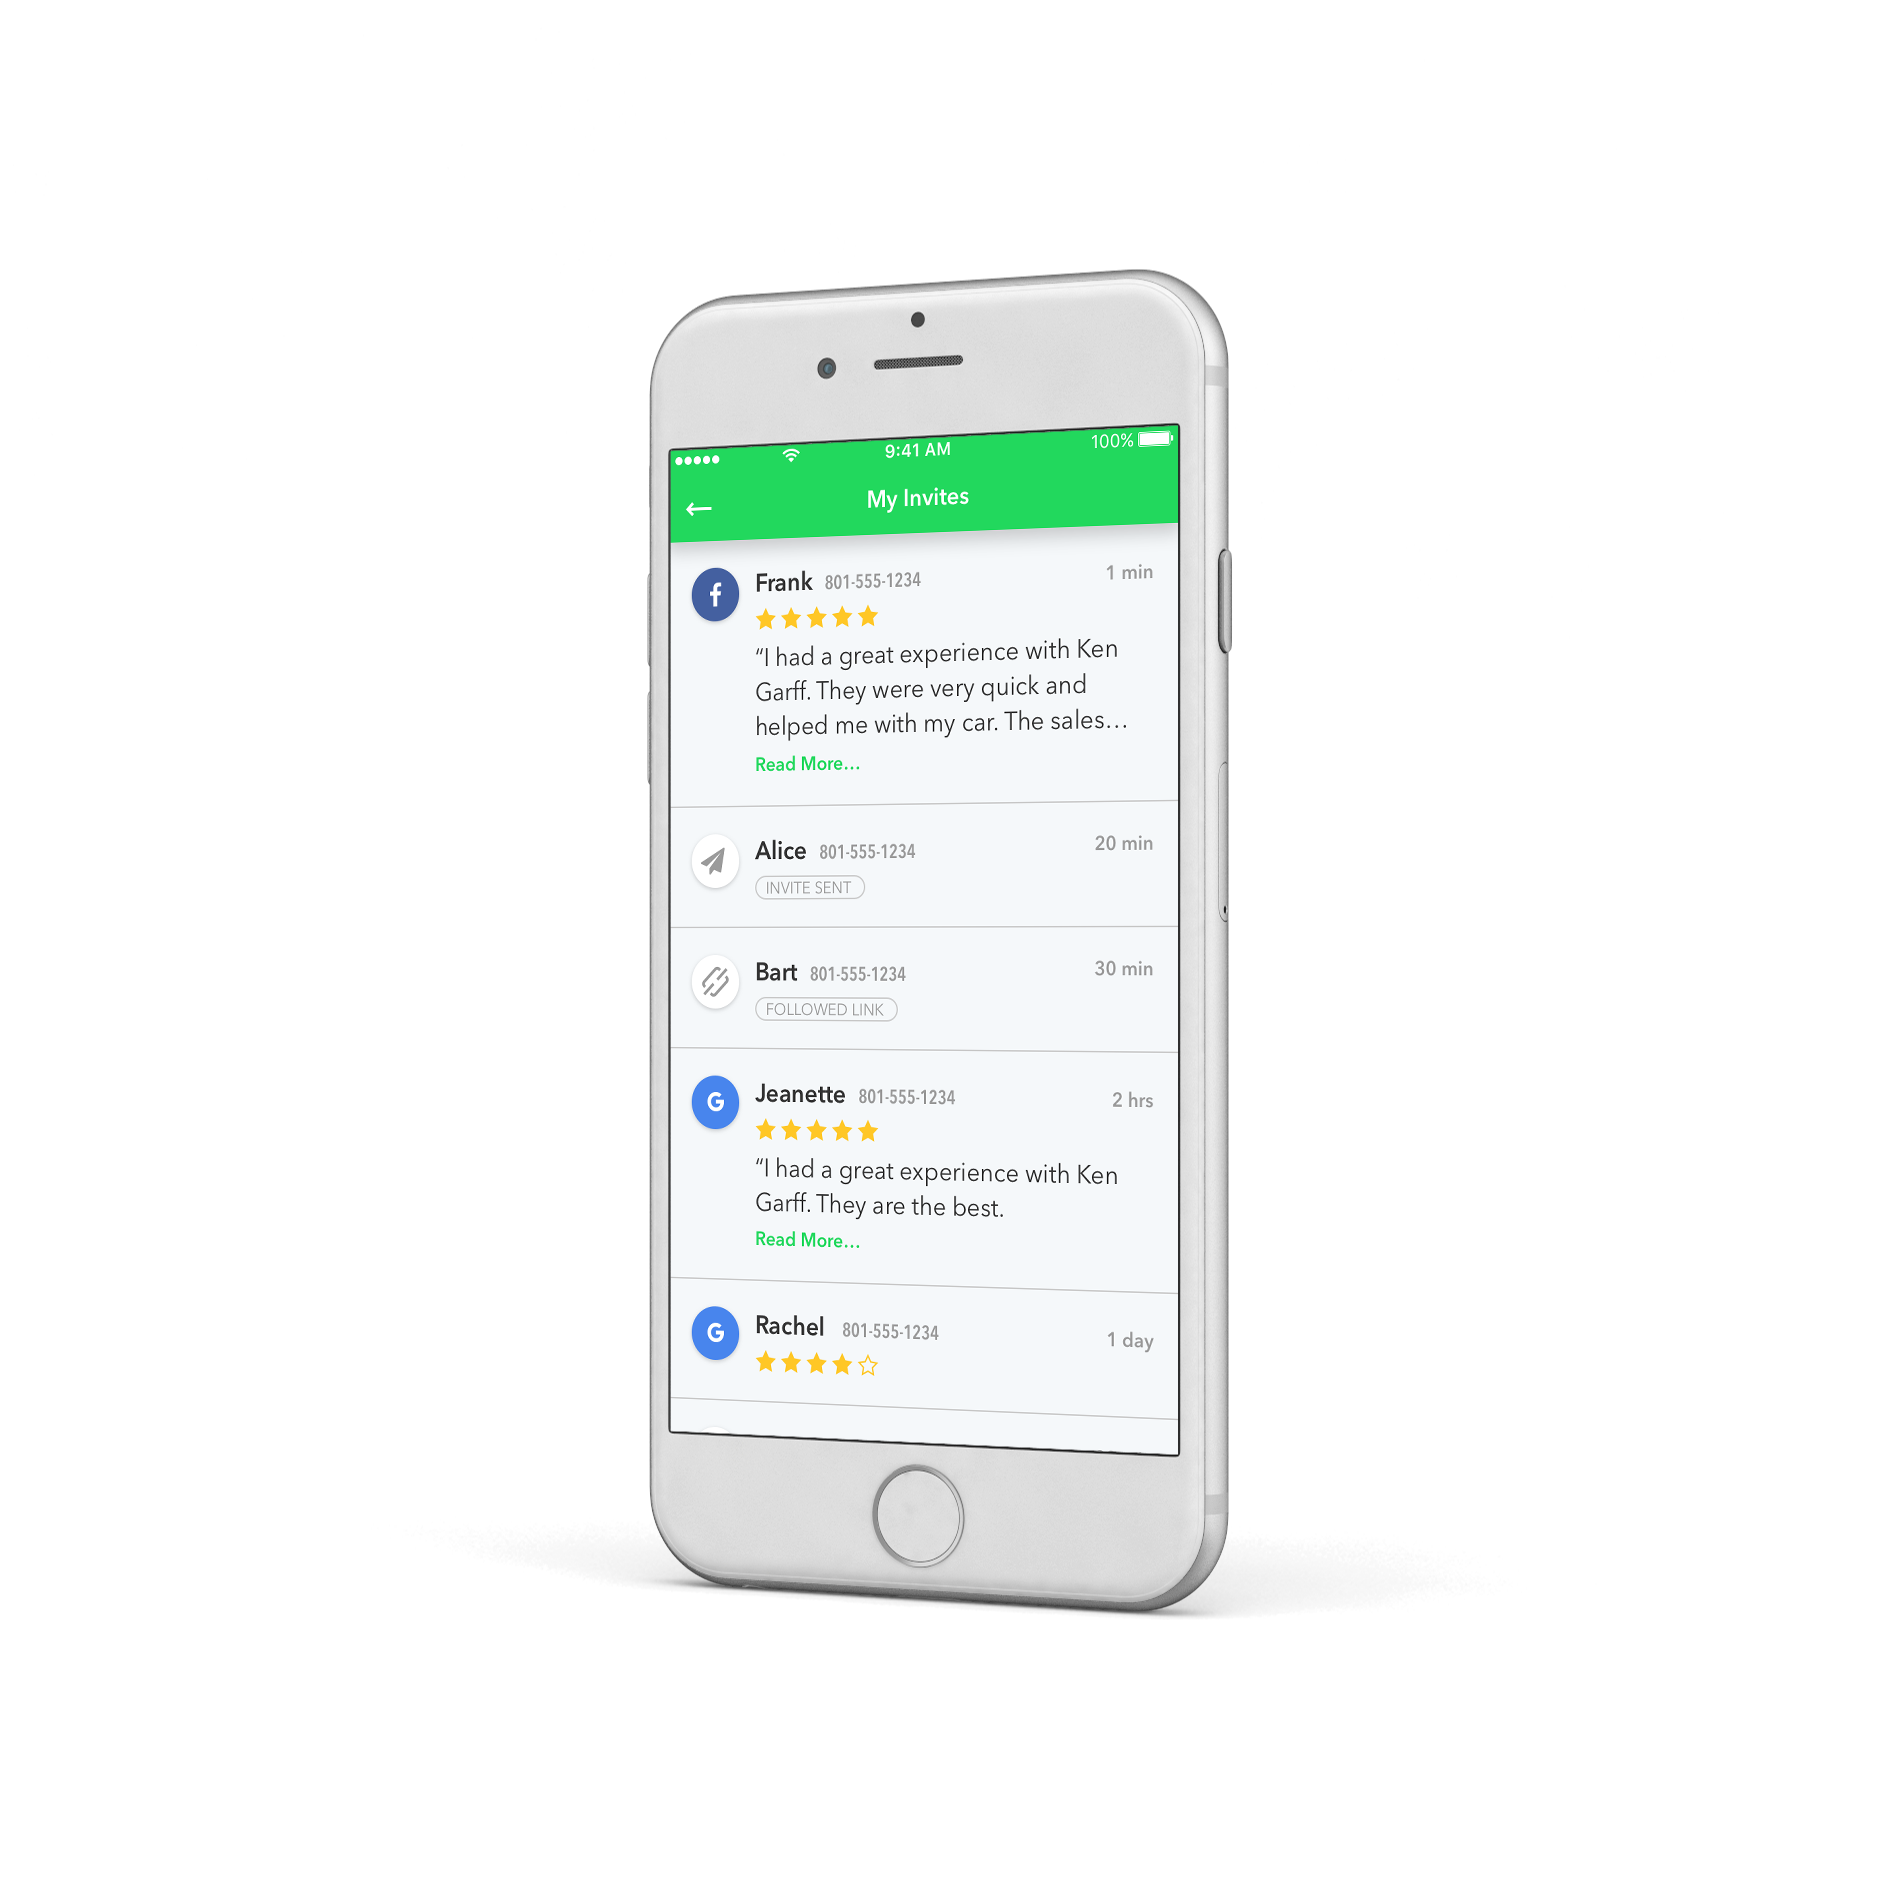 9:41 AM 100%
My Invites
f Frank 801-555-1234 1 min
“I had a great experience with Ken
Garff. They were very quick and
helped me with my car. The sales...
Read More...
Alice 801-555-1234 20 min
INVITE SENT
Bart 801-555-1234 30 min
FOLLOWED LINK
G Jeanette 801-555-1234 2 hrs
“I had a great experience with Ken
Garff. They are the best.
Read More...
G Rachel 801-555-1234 1 day